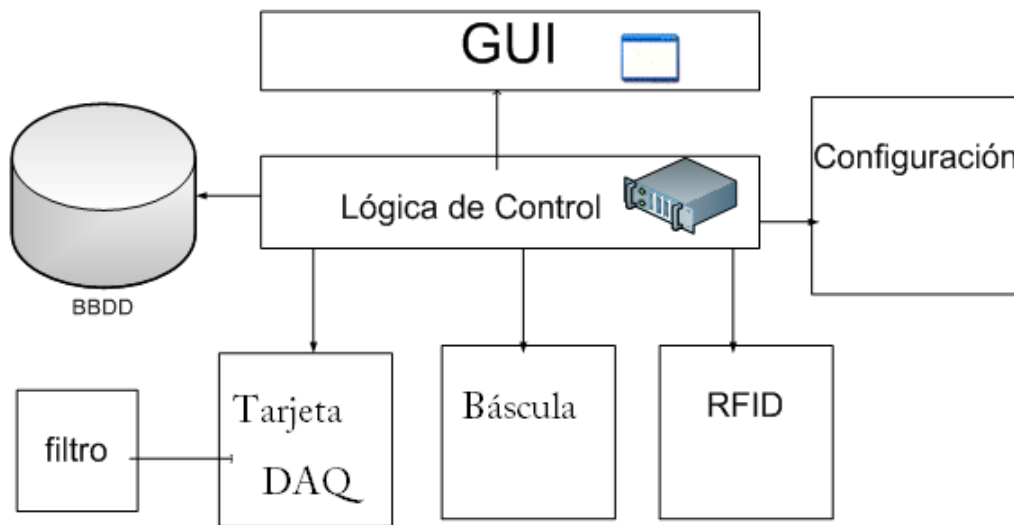 GUI
Configuración
Lógica de Control
BBDD
Tarjeta
DAQ
Báscula
RFID
filtro